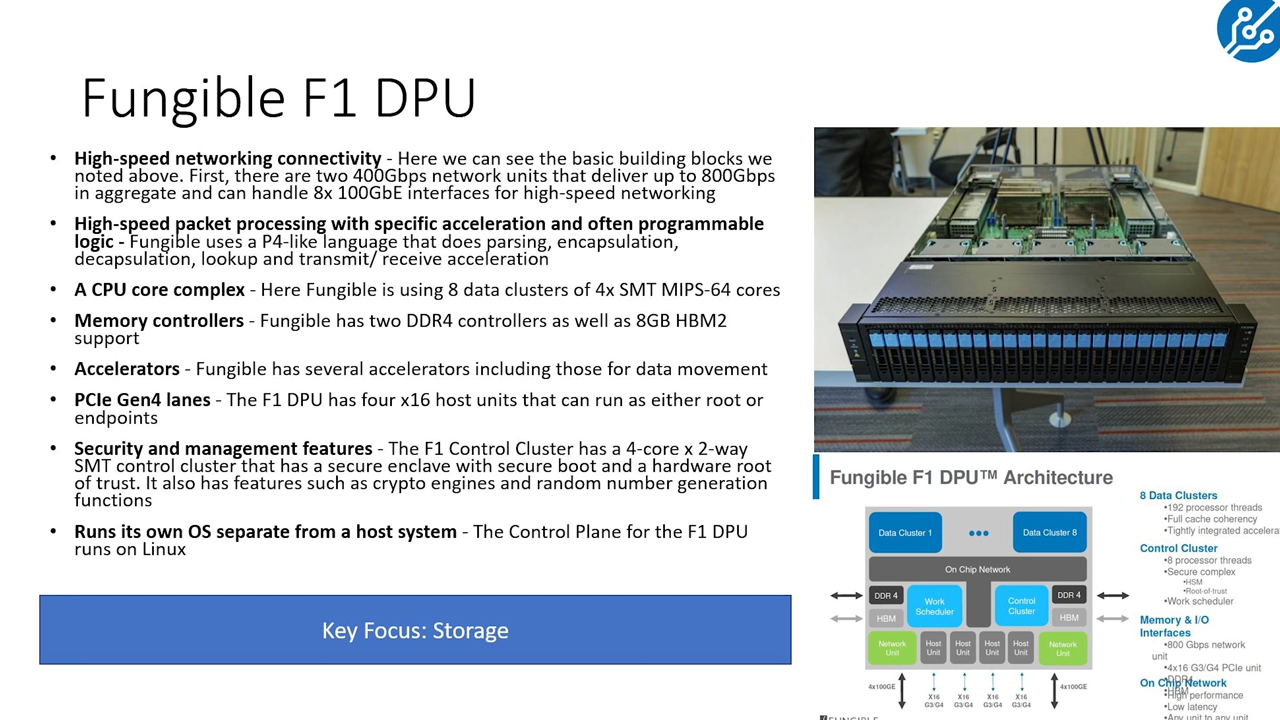 Fungible F1 DPU
• High-speed networking connectivity - Here we can see the basic building blocks we
noted above. First, there are two 400Gbps network units that deliver up to 800Gbps
in aggregate and can handle 8x 100GbE interfaces for high-speed networking
• High-speed packet processing with specific acceleration and often programmable
logic - Fungible uses a P4-like language that does parsing, encapsulation,
decapsulation, lookup and transmit/ receive acceleration
• A CPU core complex - Here Fungible is using 8 data clusters of 4x SMT MIPS-64 cores
• Memory controllers - Fungible has two DDR4 controllers as well as 8GB HBM2
support
• Accelerators - Fungible has several accelerators including those for data movement
• PCIe Gen4 lanes - The F1 DPU has four x16 host units that can run as either root or
endpoints
• Security and management features - The F1 Control Cluster has a 4-core x 2-way
SMT control cluster that has a secure enclave with secure boot and a hardware root
of trust. It also has features such as crypto engines and random number generation
functions
• Runs its own OS separate from a host system - The Control Plane for the F1 DPU
runs on Linux
Key Focus: Storage
Fungible F1 DPU™ Architecture
Data Cluster 1
Data Cluster 8
On Chip Network
DDR 4
Work
Scheduler
Control
Cluster
DDR 4
HBM
HBM
Network
Unit
Host
Unit
Host
Unit
Host
Unit
Host
Unit
Network
Unit
4x100GE
X16
G3/G4
X16
G3/G4
X16
G3/G4
X16
G3/G4
4x100GE
FUNGIBLE
8 Data Clusters
•192 processor threads
•Full cache coherency
•Tightly integrated
Control Cluster
•8 processor threads
•Secure complex
•HSM
•Root-of-trust
•Work scheduler
Memory & I/O
Interfaces
•800 Gbps network
unit
•4x16 G3/G4 PCIe unit
•DDR4
•HBM
On Chip Network
•High performance
•Low latency
•Any unit to any unit